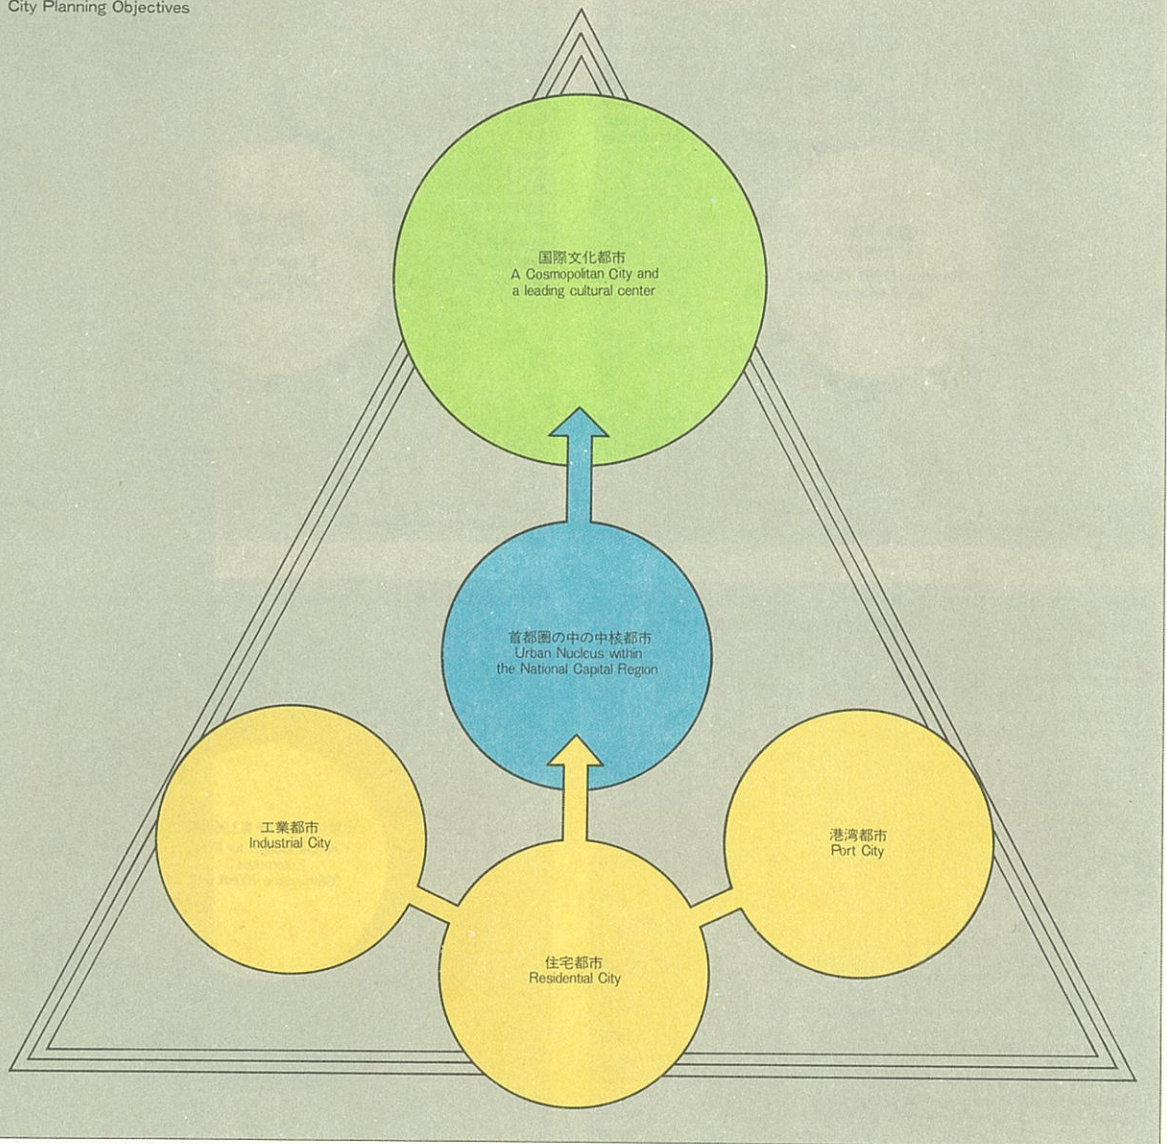 City Planning Objectives
国際文化都市
A Cosmopolitan City and
a leading cultural center
首都圏の中の中核都市
Urban Nucleus within
the National Capital Region
工業都市
Industrial City
港湾都市
Port City
住宅都市
Residential City